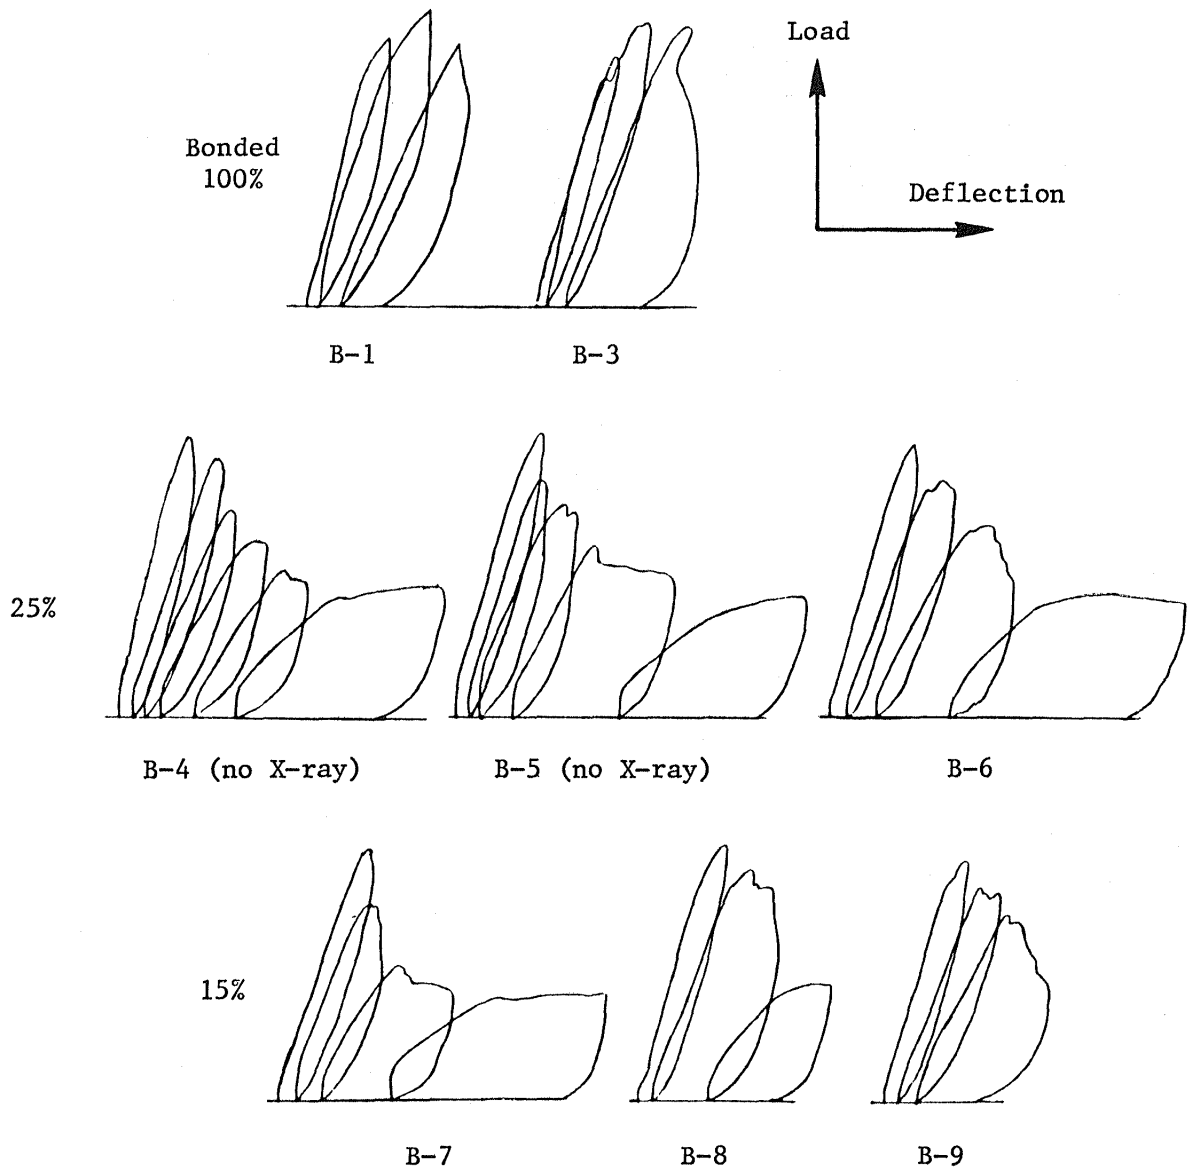 Load
Bonded
100%
Deflection
B-1
B-3
25%
B-4 (no X-ray)
B-5 (no X-ray)
B-6
15%
B-7
B-8
B-9